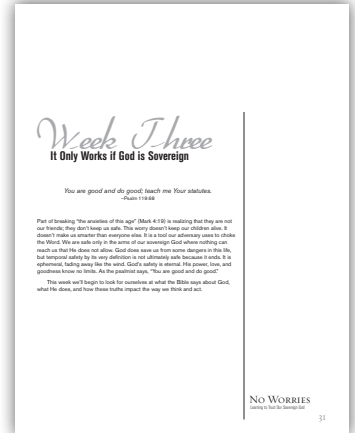 Week Three
It Only Works if God is Sovereign
You are good and do good; teach me Your statutes.
–Psalm 119:68
Part of breaking "the anxieties of this age" (Mark 4:19) is realizing that they are not
our friends; they don't keep us safe. This worry doesn't keep our children alive. It
doesn't make us smarter than everyone else. It is a tool our adversary uses to choke
the Word. We are safe only in the arms of our sovereign God where nothing can
reach us that He does not allow. God does save us from some dangers in this life,
but temporal safety by its very definition is not ultimately safe because it ends. It is
ephemeral, fading away like the wind. God's safety is eternal. His power, love, and
goodness know no limits. As the psalmist says, "You are good and do good!"
This week we'll begin to look for ourselves at what the Bible says about God,
what He does, and how these truths impact the way we think and act.
No Worries
Learning to Trust Our Sovereign God
31